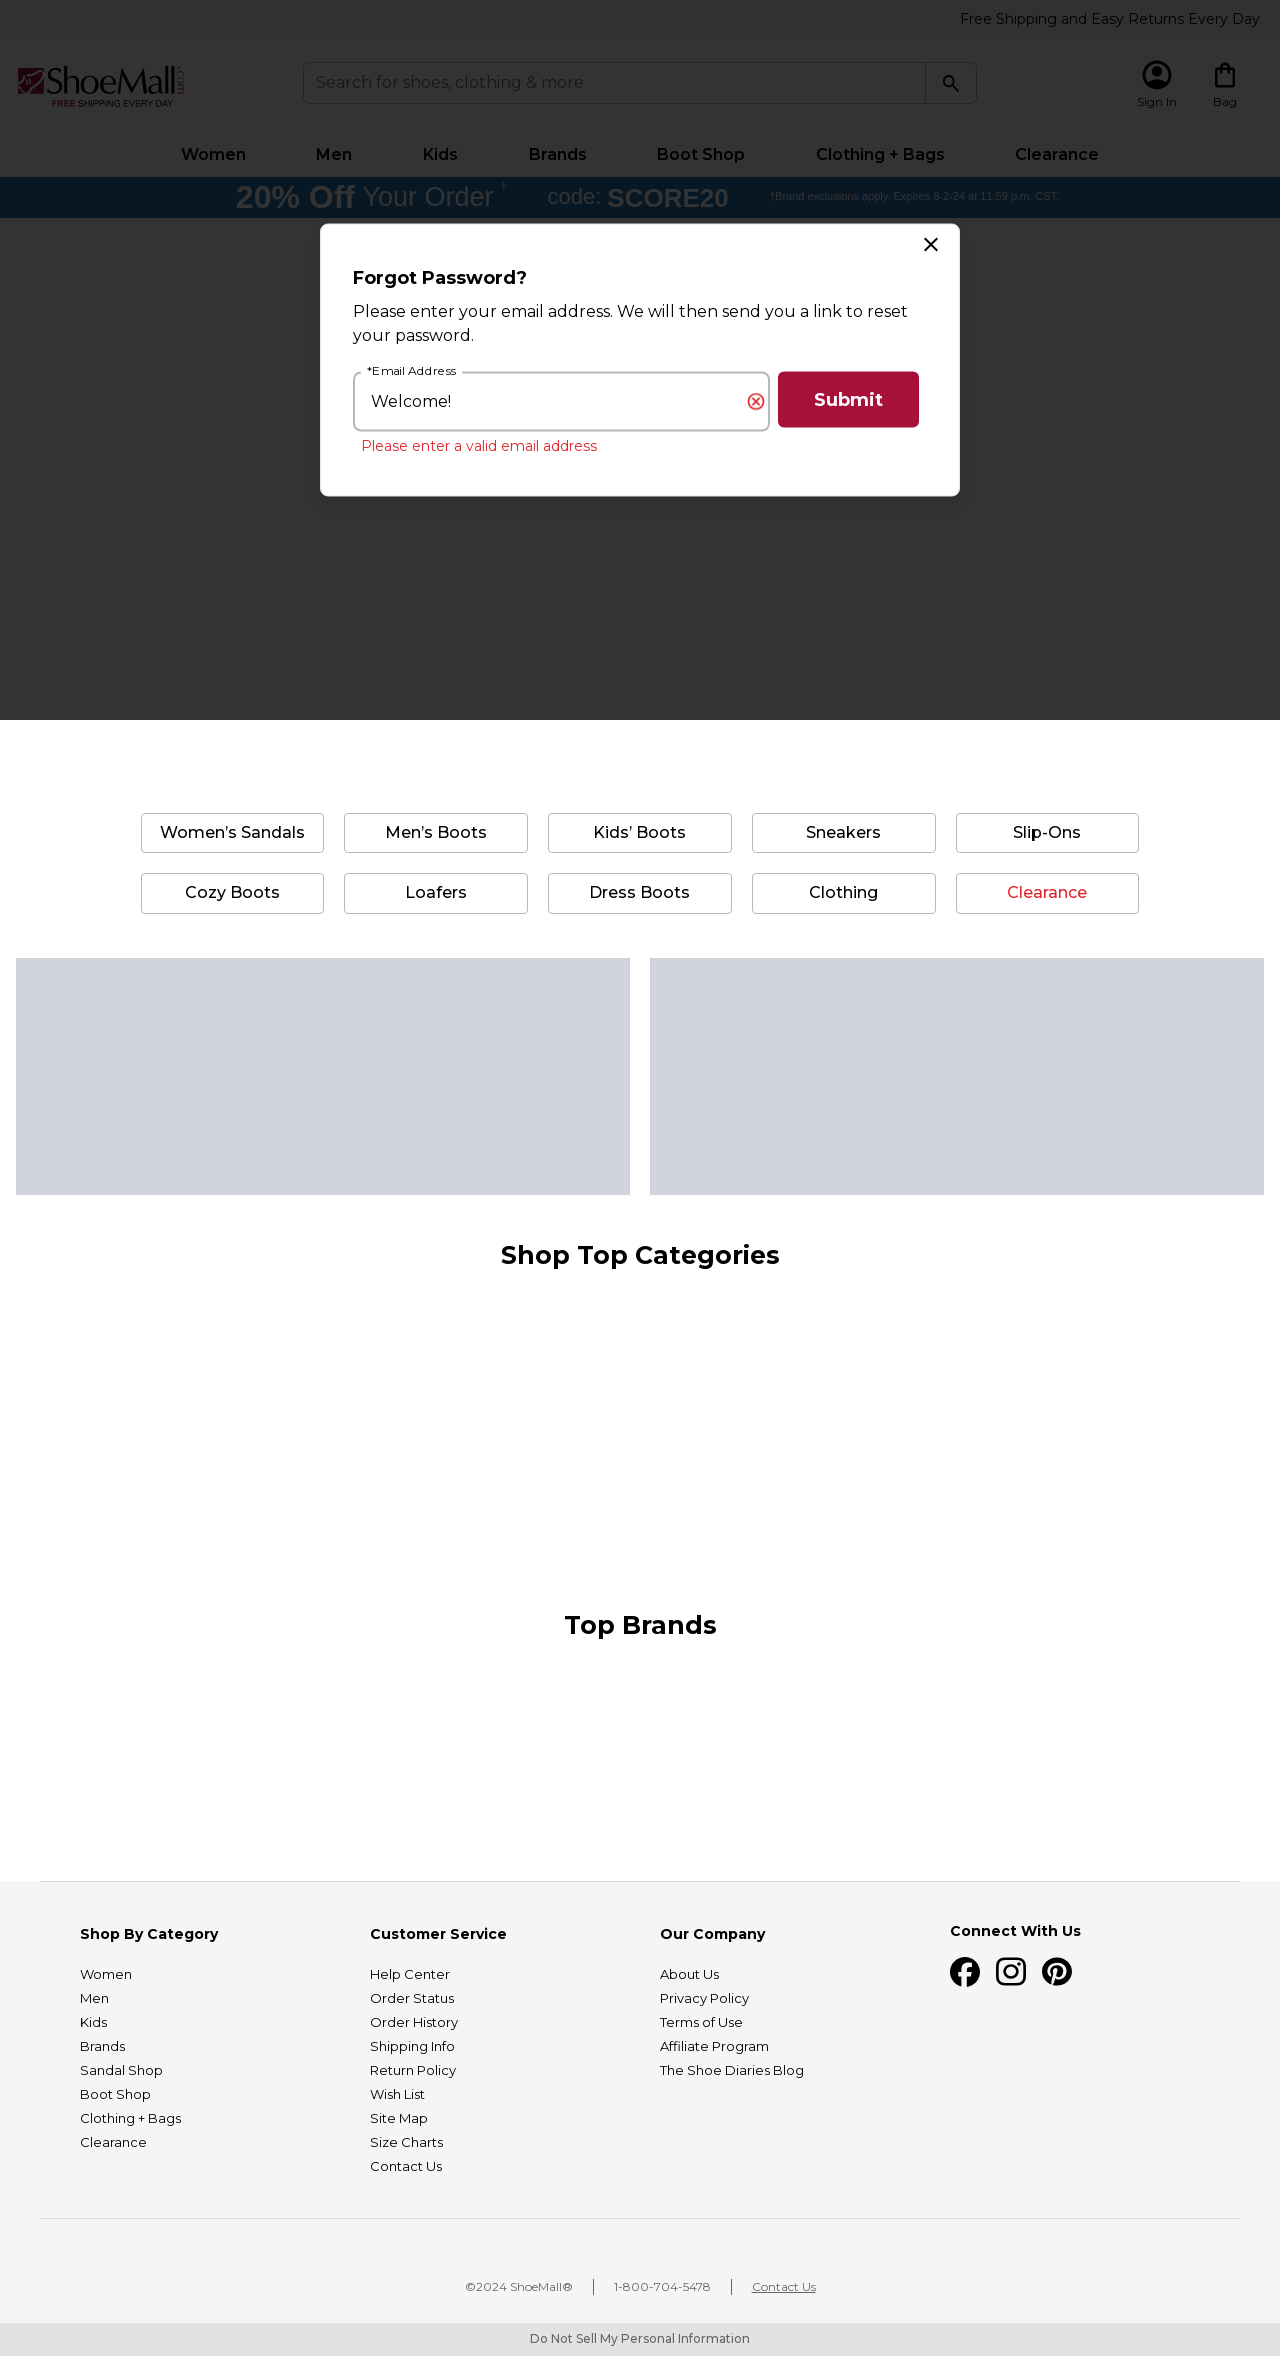 Free Shipping and Easy Returns Every Day
ShoeMall.com
FREE SHIPPING EVERY DAY
Search for shoes, clothing & more
Sign In
Bag
Women Men Kids Brands Boot Shop Clothing + Bags Clearance
20% Off Your Order † code: SCORE20 †Brand exclusions apply. Expires 8-2-24 at 11:59 p.m. CST.
Forgot Password?
Please enter your email address. We will then send you a link to reset
your password.
*Email Address
Welcome!
Submit
Please enter a valid email address
Women’s Sandals Men’s Boots Kids’ Boots Sneakers Slip-Ons
Cozy Boots Loafers Dress Boots Clothing Clearance
Shop Top Categories
Top Brands
Shop By Category
Women
Men
Kids
Brands
Sandal Shop
Boot Shop
Clothing + Bags
Clearance
Customer Service
Help Center
Order Status
Order History
Shipping Info
Return Policy
Wish List
Site Map
Size Charts
Contact Us
Our Company
About Us
Privacy Policy
Terms of Use
Affiliate Program
The Shoe Diaries Blog
Connect With Us
©2024 ShoeMall® 1-800-704-5478 Contact Us
Do Not Sell My Personal Information